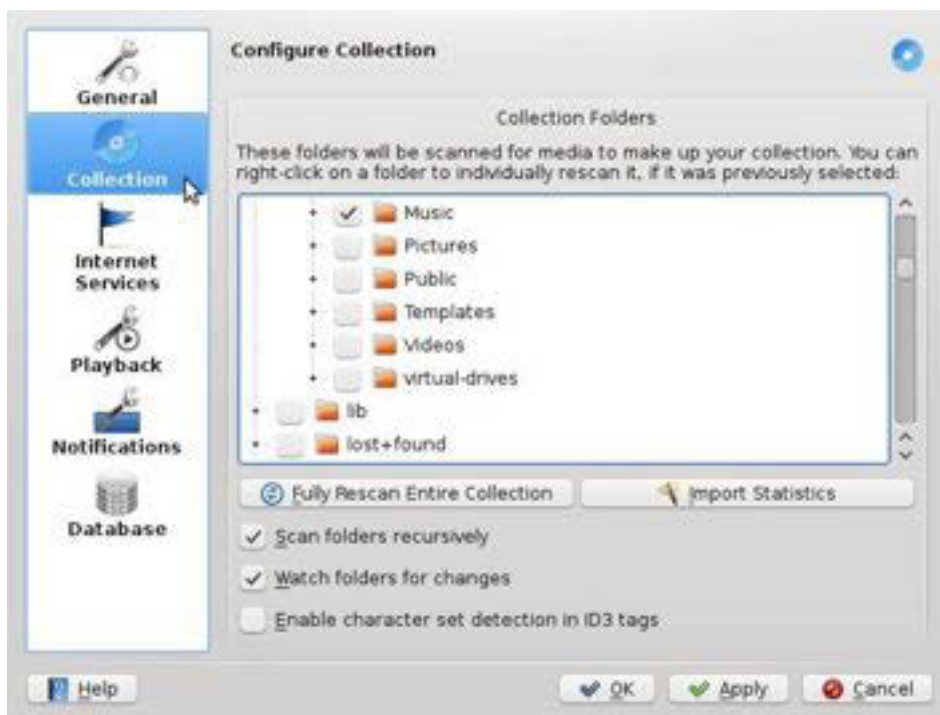 General
Collection
Internet
Services
Playback
Notifications
Database
Configure Collection
Collection Folders
These folders will be scanned for media to make up your collection. You can
right-click on a folder to individually rescan it, if it was previously selected:
Music
Pictures
Public
Templates
Videos
virtual-drives
lib
lost+found
Fully Rescan Entire Collection
Import Statistics
Scan folders recursively
Watch folders for changes
Enable character set detection in ID3 tags
Help
OK
Apply
Cancel